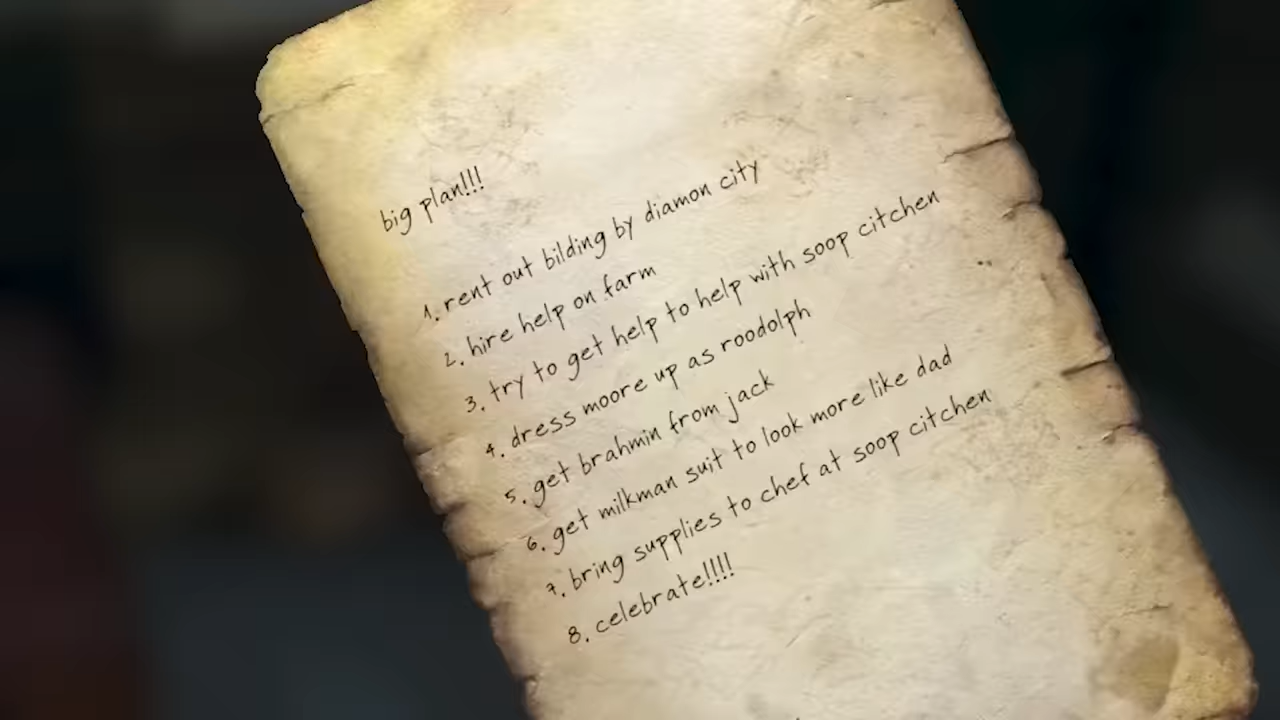 big plan!!!
1. rent out bilding by diamon city
2. hire help on farm
3. try to get help to help with soop citchen
4. dress moore up as roodolph
5. get brahmin from jack
6. get milkman suit to look more like dad
7. bring supplies to chef at soop citchen
8. celebrate!!!!